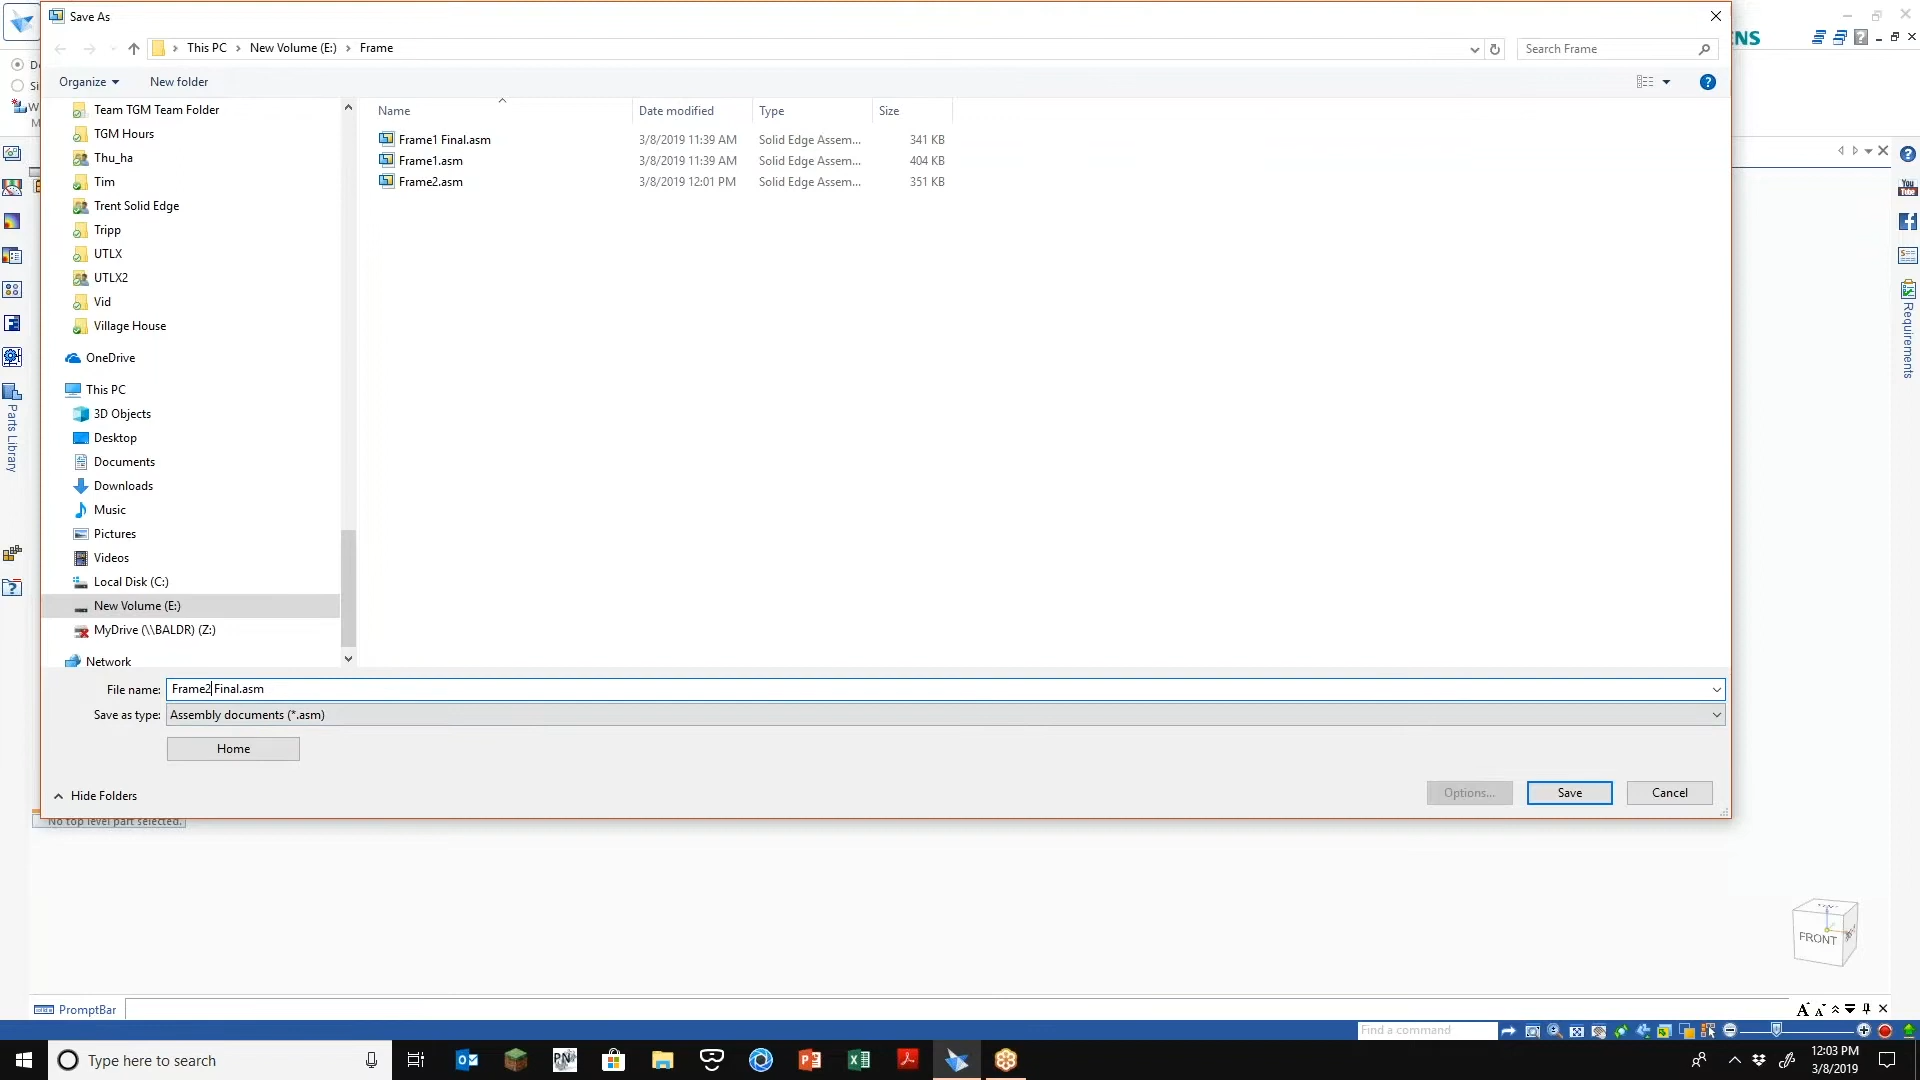 Save As
NS
This PC
New Volume (E:)
Frame
Search Frame
Organize
New folder
Team TGM Team Folder
TGM Hours
Thu_ha
Tim
Trent Solid Edge
Tripp
UTLX
UTLX2
Vid
Village House
OneDrive
This PC
3D Objects
Desktop
Documents
Downloads
Music
Pictures
Videos
Local Disk (C:)
New Volume (E:)
MyDrive (\\BALDR) (Z:)
Network
Name Date modified Type Size
Frame1 Final.asm 3/8/2019 11:39 AM Solid Edge Assem... 341 KB
Frame1.asm 3/8/2019 11:39 AM Solid Edge Assem... 404 KB
Frame2.asm 3/8/2019 12:01 PM Solid Edge Assem... 351 KB
File name: Frame2 Final.asm
Save as type: Assembly documents (*.asm)
Home
Hide Folders
Options...
Save
Cancel
No top level part selected.
Parts Library
You
Tube
Requirements
FRONT
PromptBar
Find a command
Type here to search
12:03 PM
3/8/2019